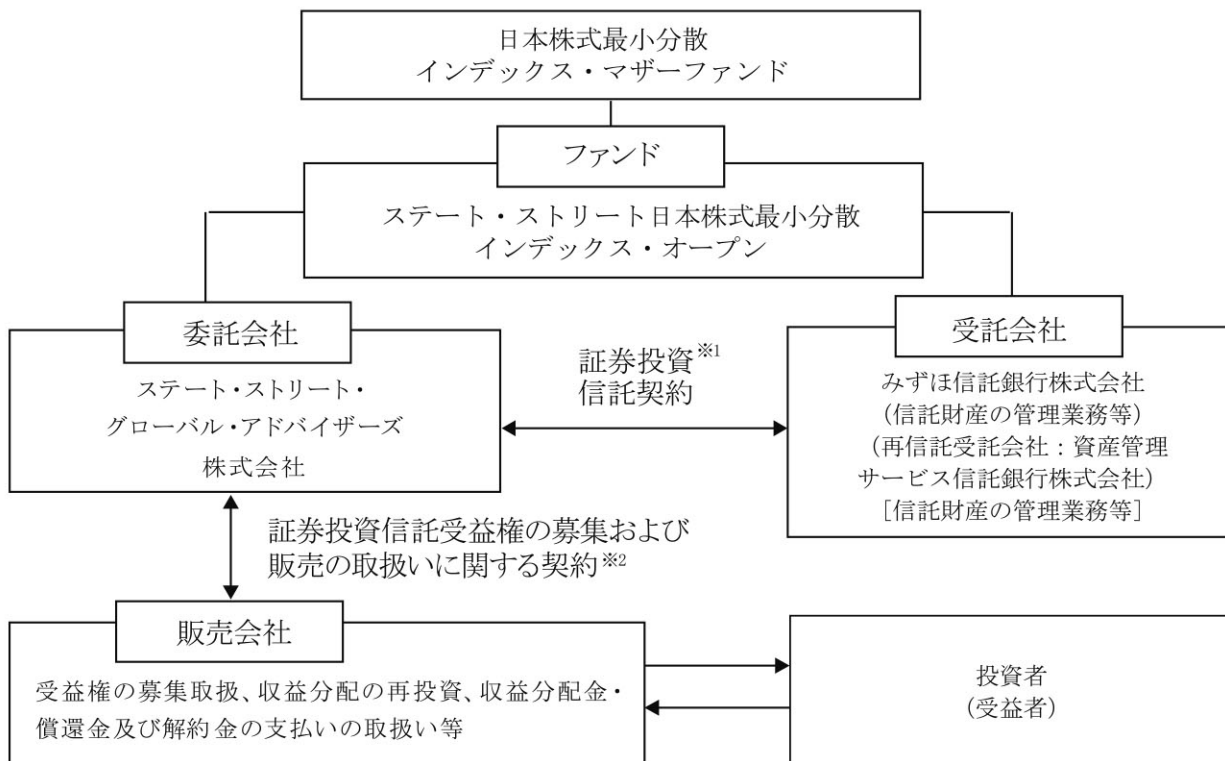 日本株式最小分散
インデックス・マザーファンド
ファンド
ステート・ストリート日本株式最小分散
インデックス・オープン
委託会社
ステート・ストリート・
グローバル・アドバイザーズ
株式会社
証券投資※1
信託契約
受託会社
みずほ信託銀行株式会社
(信託財産の管理業務等)
(再信託受託会社：資産管理
サービス信託銀行株式会社)
[信託財産の管理業務等]
証券投資信託受益権の募集および
販売の取扱いに関する契約※2
販売会社
受益権の募集取扱、収益分配の再投資、収益分配金・
償還金及び解約金の支払いの取扱い等
投資者
(受益者)